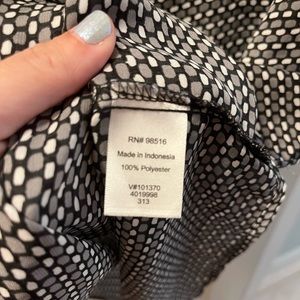 RN# 98516
Made in Indonesia
100% Polyester
V#101370
4019998
313